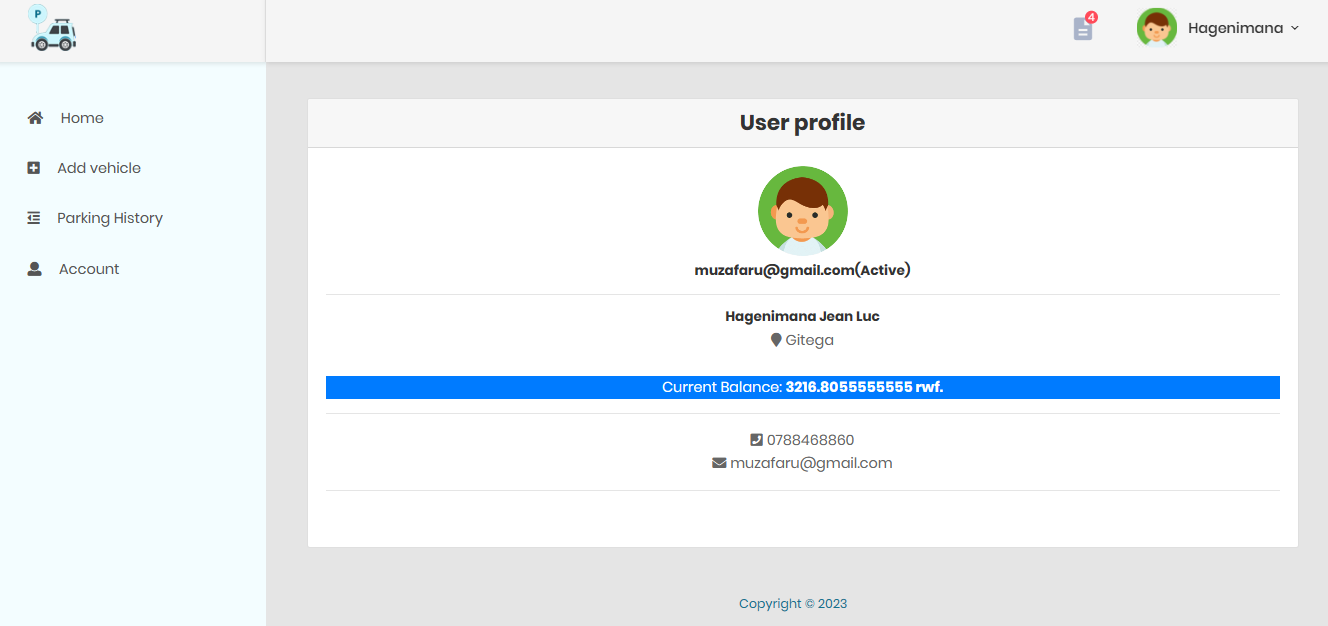 P
4
Hagenimana
Home
Add vehicle
Parking History
Account
User profile
muzafaru@gmail.com(Active)
Hagenimana Jean Luc
Gitega
Current Balance: 3216.8055555555 rwf.
0788468860
muzafaru@gmail.com
Copyright © 2023